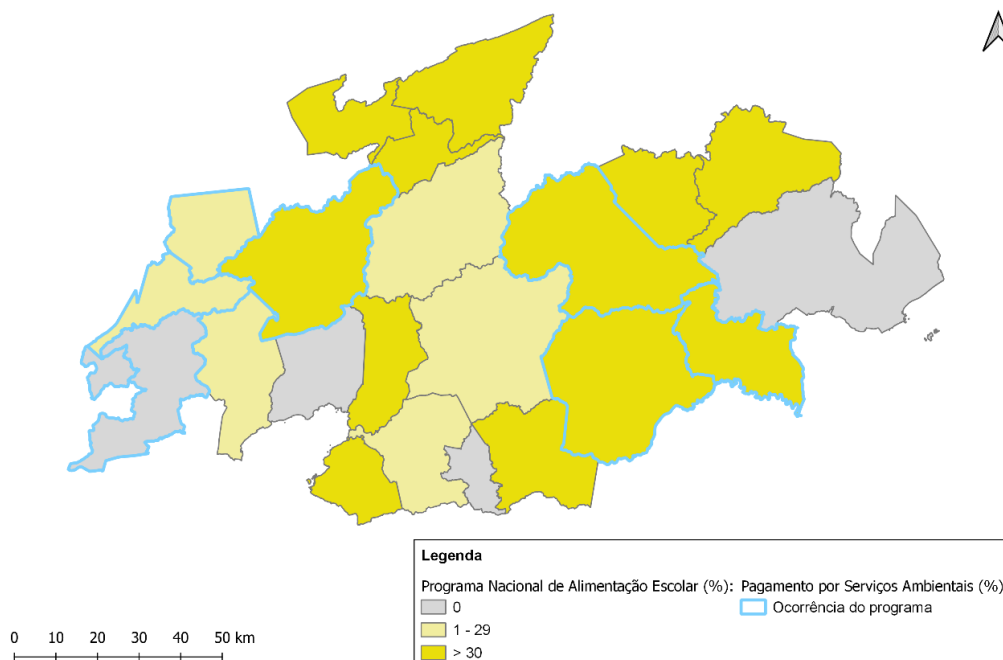 Legenda
Programa Nacional de Alimentação Escolar (%): Pagamento por Serviços Ambientais (%)
0 Ocorrência do programa
1 - 29
> 30
0 10 20 30 40 50 km